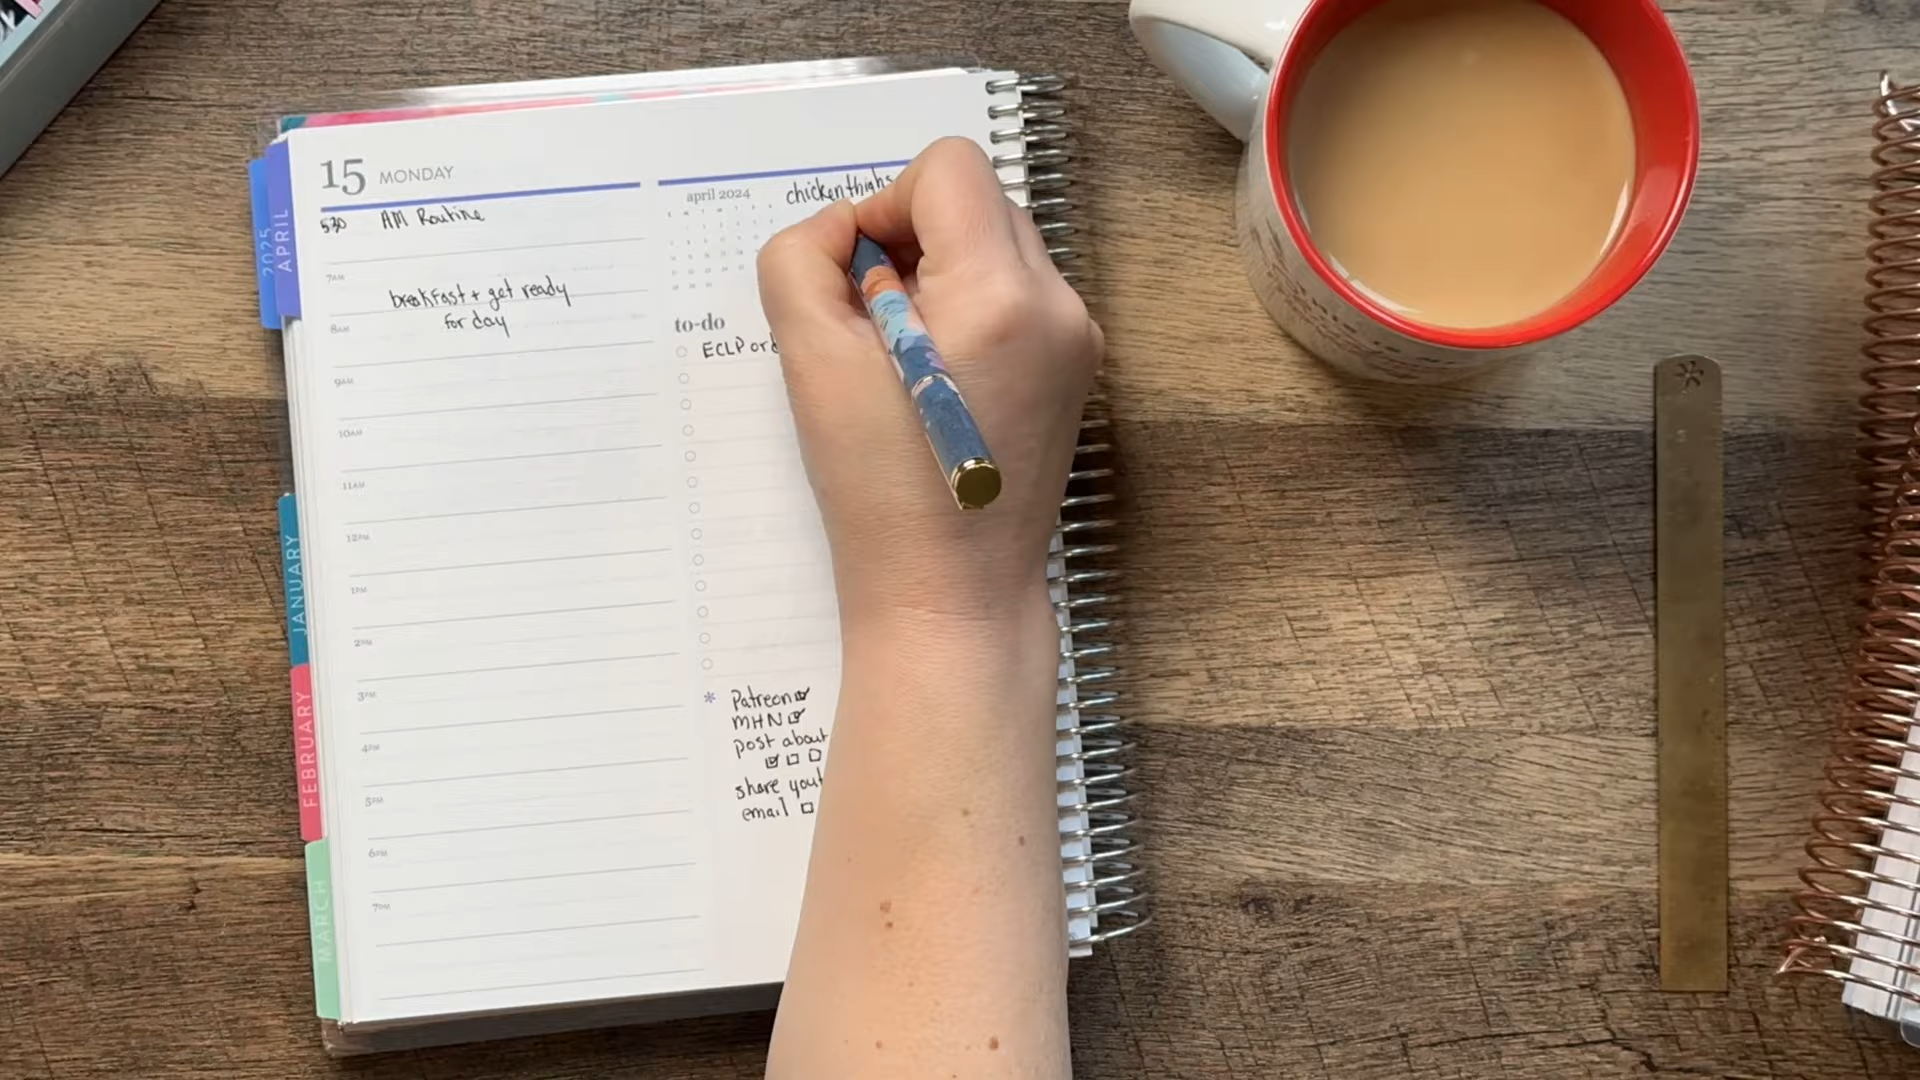 15 MONDAY
530 AM Routine
7AM
breakfast + get ready
8AM
for day
9AM
10AM
11AM
12PM
1PM
2PM
3PM
4PM
5PM
6PM
7PM
april 2024
chicken thighs
to-do
ECLP
* Patreon
MHN
post about
share
email
2025
APRIL
JANUARY
FEBRUARY
MARCH